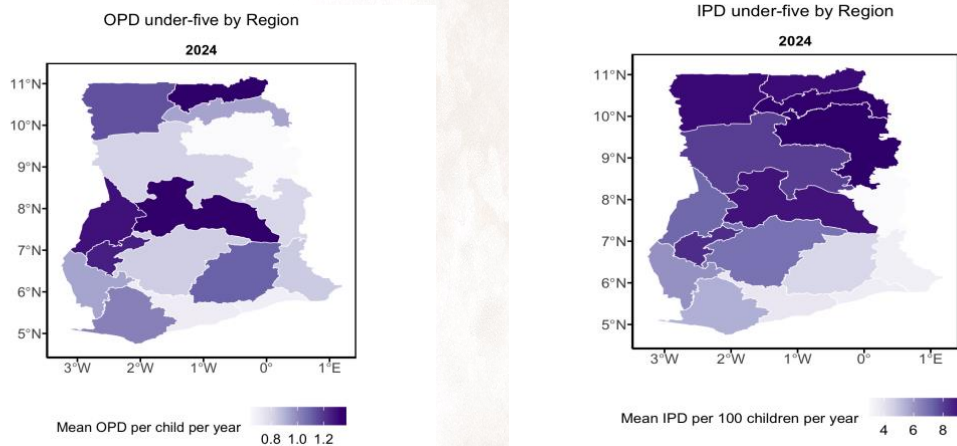 OPD under-five by Region
2024
11°N
10°N
9°N
8°N
7°N
6°N
5°N
3°W 2°W 1°W 0° 1°E
Mean OPD per child per year
0.8 1.0 1.2
IPD under-five by Region
2024
11°N
10°N
9°N
8°N
7°N
6°N
5°N
3°W 2°W 1°W 0° 1°E
Mean IPD per 100 children per year
4 6 8